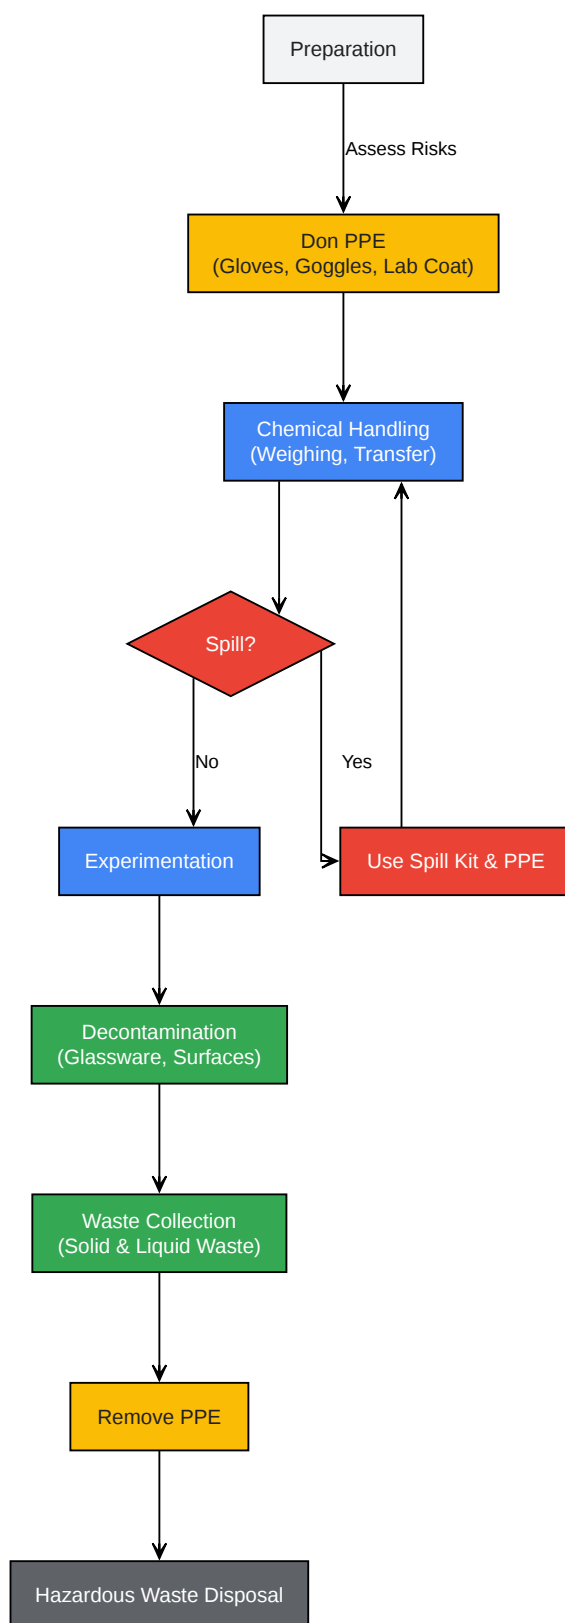 Preparation
Assess Risks
Don PPE
(Gloves, Goggles, Lab Coat)
Chemical Handling
(Weighing, Transfer)
Spill?
No
Yes
Experimentation
Use Spill Kit & PPE
Decontamination
(Glassware, Surfaces)
Waste Collection
(Solid & Liquid Waste)
Remove PPE
Hazardous Waste Disposal